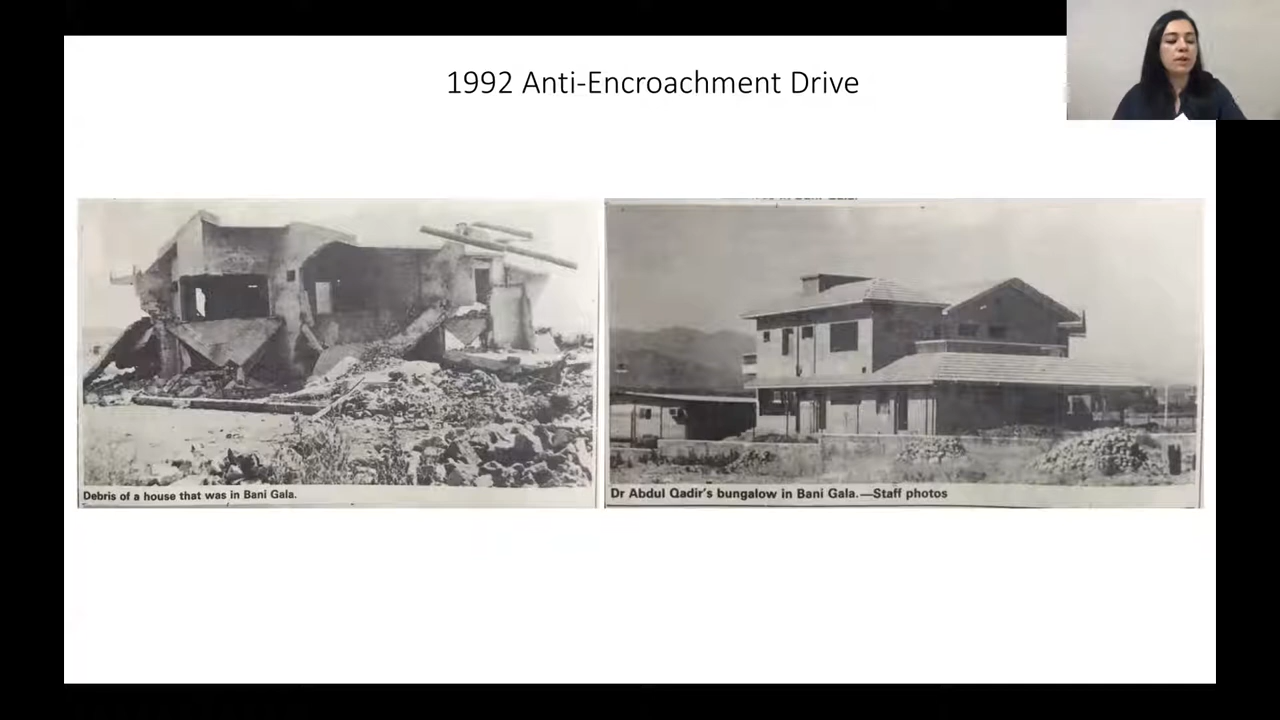 1992 Anti-Encroachment Drive
Debris of a house that was in Bani Gala.
Dr Abdul Qadir's bungalow in Bani Gala.—Staff photos